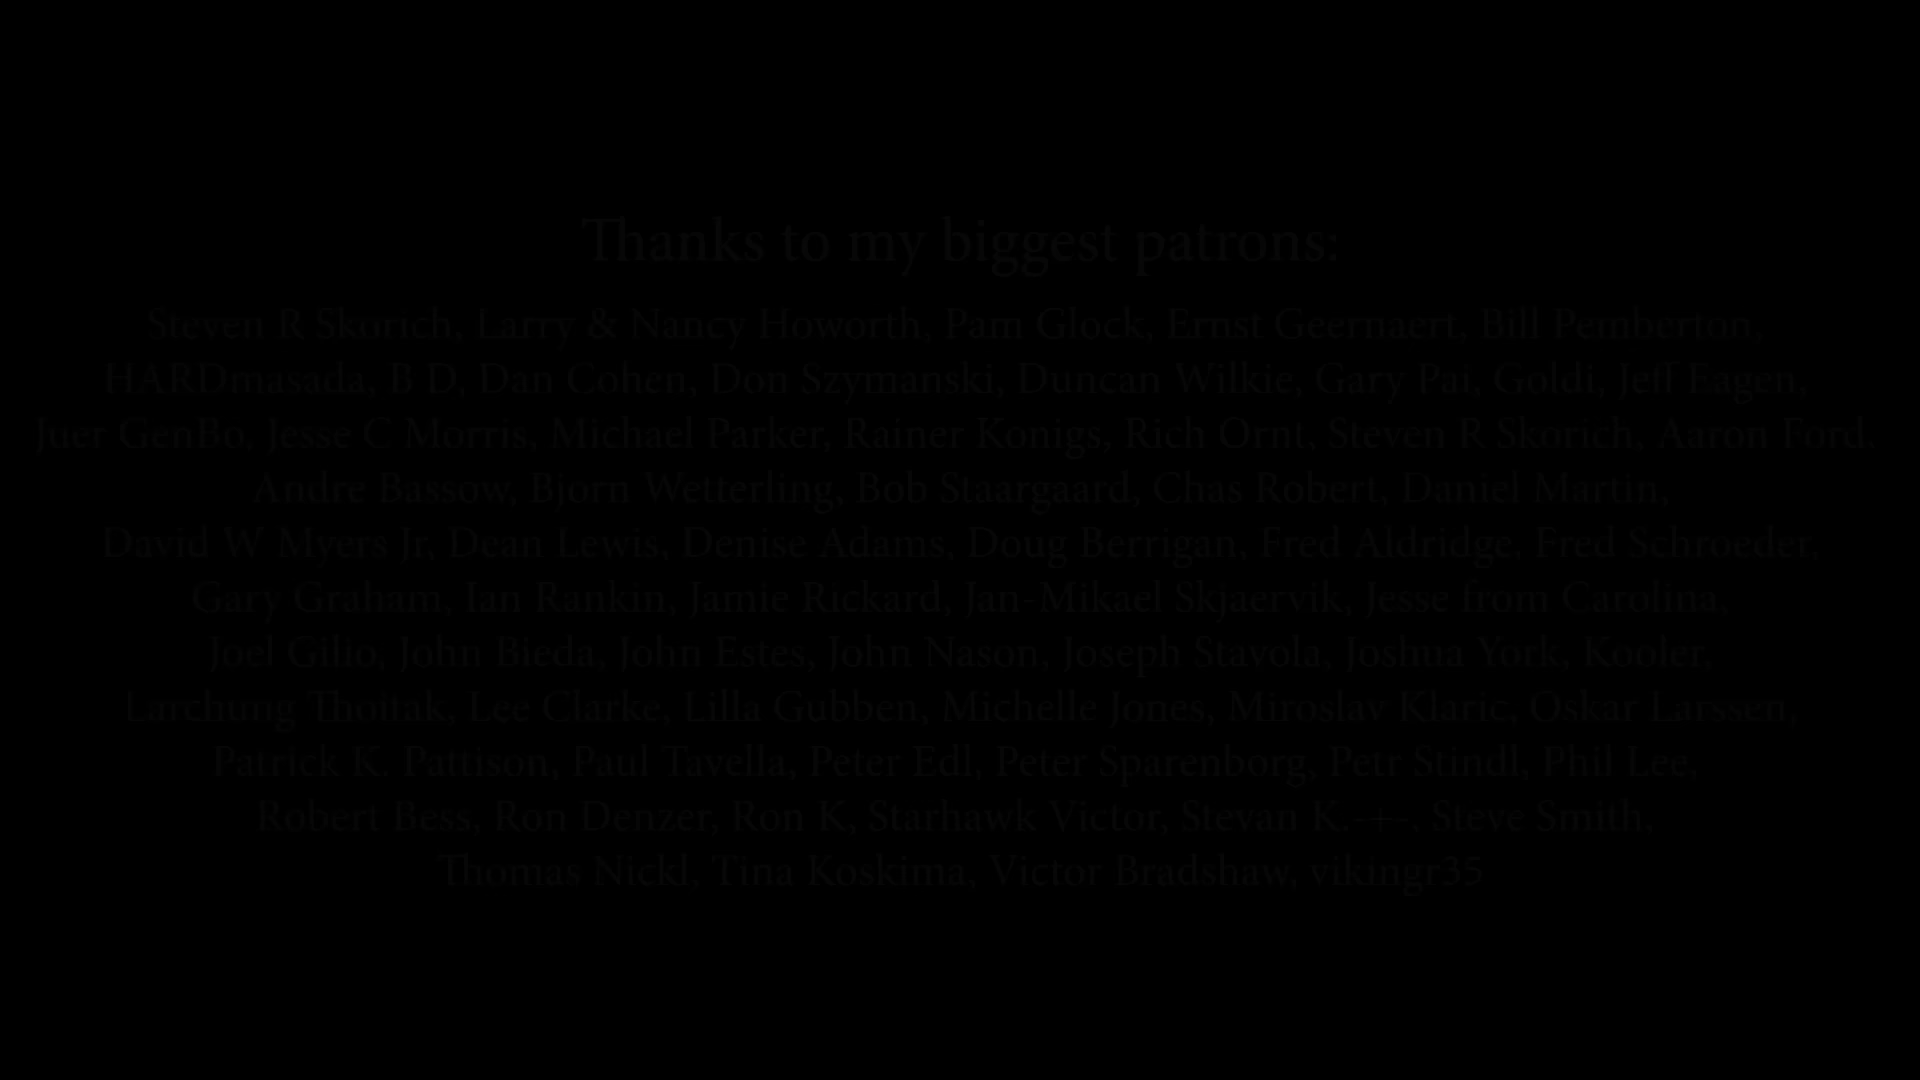 Thanks to my biggest patrons:
Steven R Skorich, Larry & Nancy Howorth, Pam Glock, Ernst Geernaert, Bill Pemberton,
HARDmasada, B D, Dan Cohen, Don Szymanski, Duncan Wilkie, Gary Pai, Goldi, Jeff Eagen,
Juer GenBo, Jesse C Morris, Michael Parker, Rainer Konigs, Rich Ornt, Steven R Skorich, Aaron Ford,
Andre Bassow, Bjorn Wetterling, Bob Staargaard, Chas Robert, Daniel Martin,
David W Myers Jr, Dean Lewis, Denise Adams, Doug Berrigan, Fred Aldridge, Fred Schroeder,
Gary Graham, Ian Rankin, Jamie Rickard, Jan-Mikael Skjaervik, Jesse from Carolina,
Joel Gilio, John Bieda, John Estes, John Nason, Joseph Stavola, Joshua York, Kooler,
Lee Clarke, Lilla Gubben, Michelle Jones, Miroslav Klaric, Oskar Larssen,
Patrick K. Pattison, Paul Tavella, Peter Edl, Peter Sparenborg, Petr Stindl, Phil Lee,
Robert Bess, Ron Denzer, Ron K, Starhawk Victor, Stevan K.-+-, Steve Smith,
Thomas Nickl, Tina Koskima, Victor Bradshaw, vikingr35